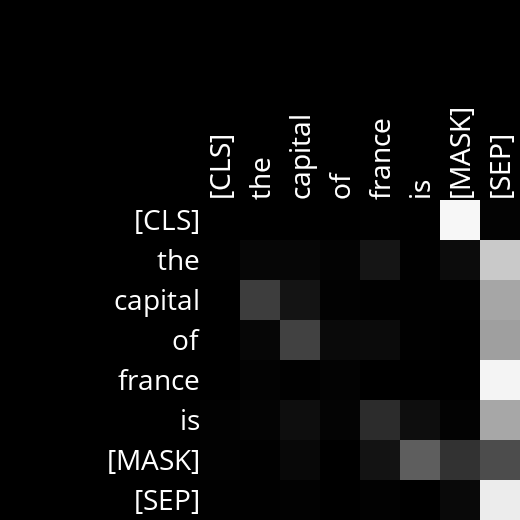 [CLS] the capital of france is [MASK] [SEP]
[CLS]
the
capital
of
france
is
[MASK]
[SEP]